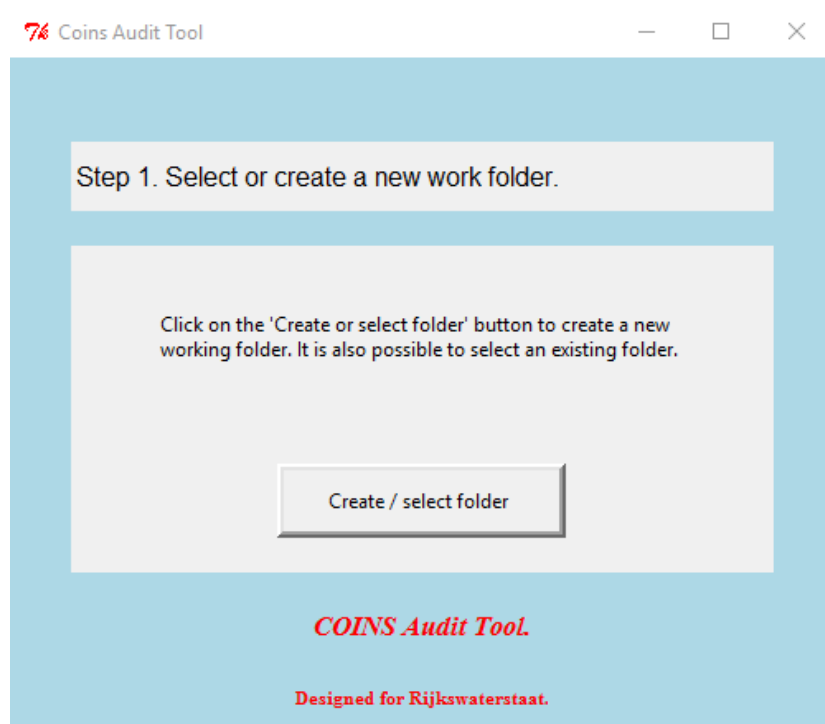 Coins Audit Tool
Step 1. Select or create a new work folder.
Click on the 'Create or select folder' button to create a new
working folder. It is also possible to select an existing folder.
Create / select folder
COINS Audit Tool.
Designed for Rijkswaterstaat.